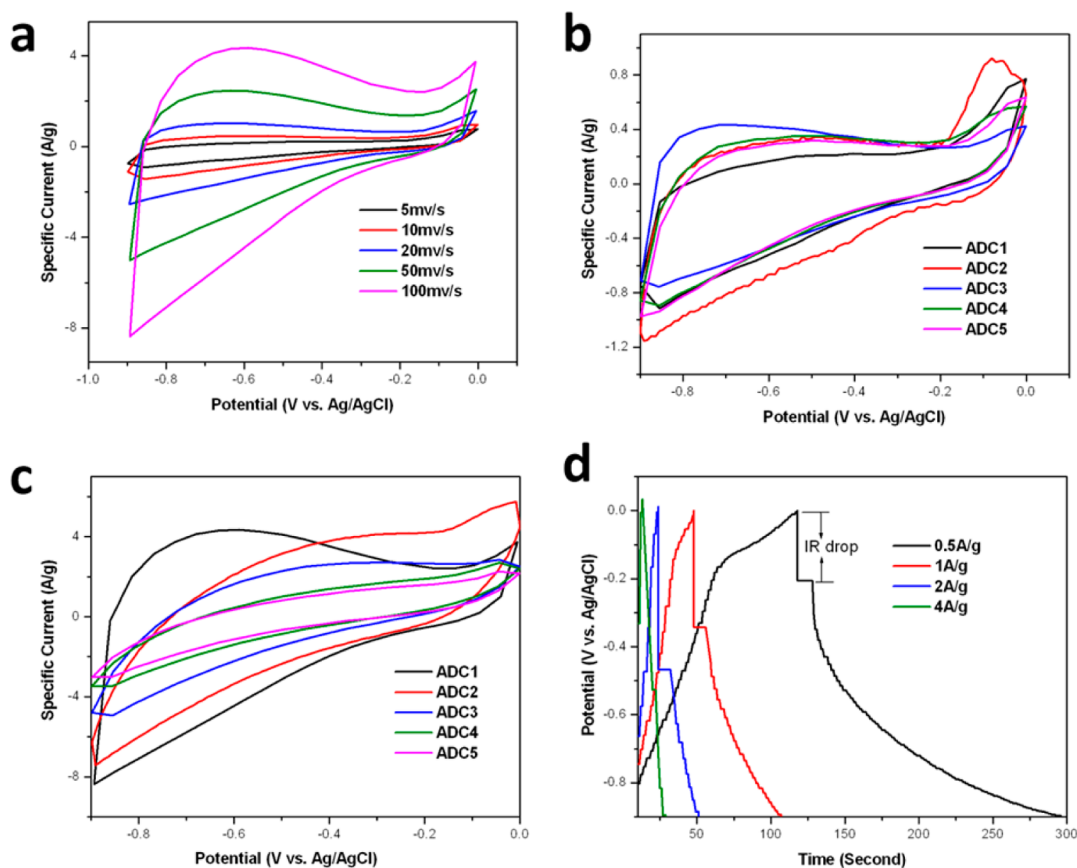 a
Specific Current (A/g)
4
0
-4
-8
-1.0 -0.8 -0.6 -0.4 -0.2 0.0
Potential (V vs. Ag/AgCl)
5mv/s
10mv/s
20mv/s
50mv/s
100mv/s
b
Specific Current (A/g)
0.8
0.4
0.0
-0.4
-0.8
-1.2
-0.8 -0.6 -0.4 -0.2 0.0
Potential (V vs. Ag/AgCl)
ADC1
ADC2
ADC3
ADC4
ADC5
c
Specific Current (A/g)
4
0
-4
-8
-0.8 -0.6 -0.4 -0.2 0.0
Potential (V vs. Ag/AgCl)
ADC1
ADC2
ADC3
ADC4
ADC5
d
Potential (V vs. Ag/AgCl)
0.0
-0.2
-0.4
-0.6
-0.8
50 100 150 200 250 300
Time (Second)
IR drop
0.5A/g
1A/g
2A/g
4A/g